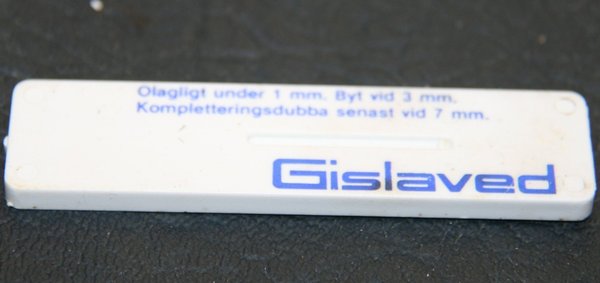 Olagligt under 1 mm. Byt vid 3 mm.
Kompletteringsdubba senast vid 7 mm.
Gislaved